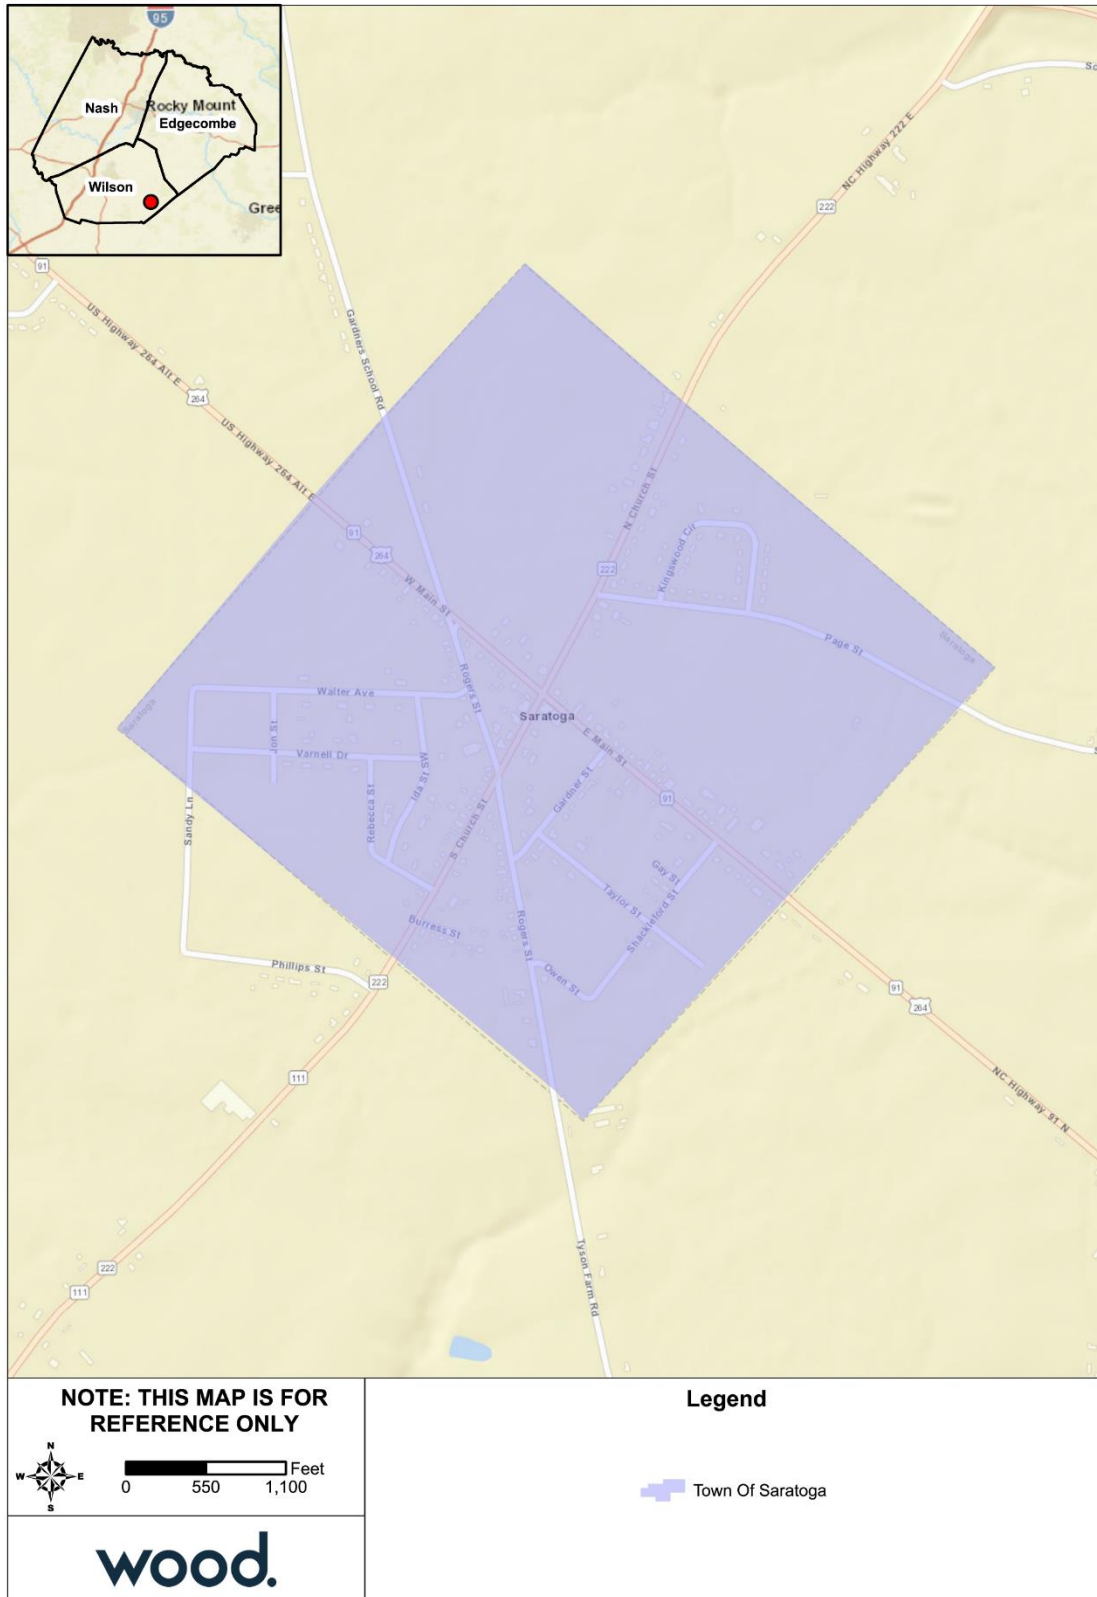 95
Nash
Rocky Mount
Edgecombe
Wilson
Gree
Sc
NC Highway 222 E
222
91
US Highway 264 Alt E
264
US Highway 264 Alt E
Gardners School Rd
91
264
W Main St
N Church St
222
Kingswood Cir
Page St
Saratoga
Saratoga
Walter Ave
Rogers St
Saratoga
E Main St
Jon St
Varnell Dr
Ida St SW
Rebecca St
Sandy Ln
S Church St
Gardner St
91
Gay St
Taylor St
Shackleford St
Burress St
Rogers St
Owen St
Phillips St
222
91
264
111
NC Highway 91 N
222
111
Tyson Farm Rd
NOTE: THIS MAP IS FOR
REFERENCE ONLY
N
W E
S
Feet
0 550 1,100
wood.
Legend
Town Of Saratoga